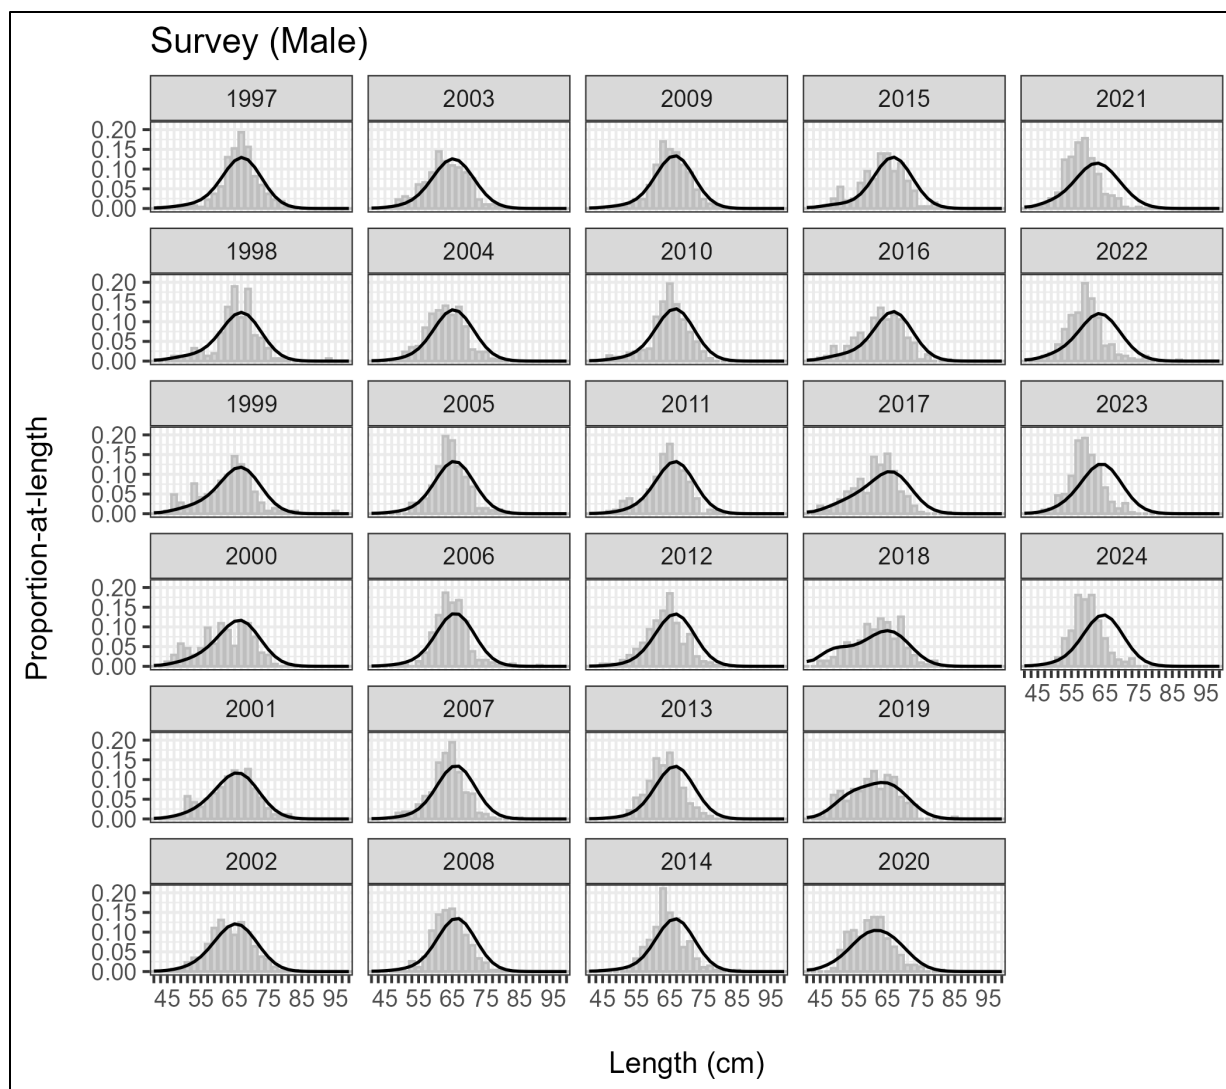 Survey (Male)
1997 2003 2009 2015 2021
0.20
0.15
0.10
0.05
0.00
1998 2004 2010 2016 2022
0.20
0.15
0.10
0.05
0.00
1999 2005 2011 2017 2023
0.20
0.15
0.10
0.05
0.00
2000 2006 2012 2018 2024
0.20
0.15
0.10
0.05
0.00
45 55 65 75 85 95
2001 2007 2013 2019
0.20
0.15
0.10
0.05
0.00
2002 2008 2014 2020
0.20
0.15
0.10
0.05
0.00
45 55 65 75 85 95 45 55 65 75 85 95 45 55 65 75 85 95 45 55 65 75 85 95
Proportion-at-length
Length (cm)